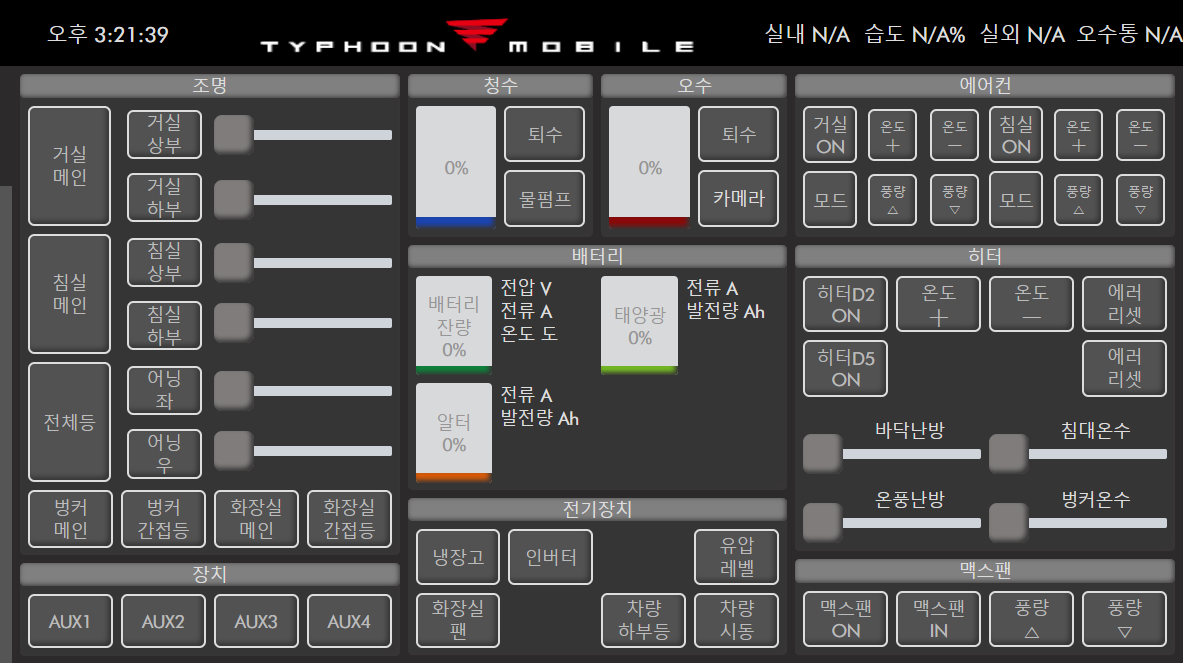 오후 3:21:39
TYPHOON MOBILE
실내 N/A 습도 N/A% 실외 N/A 오수통 N/A
조명
거실
메인
거실
상부
거실
하부
침실
메인
침실
상부
침실
하부
전체등
어닝
좌
어닝
우
벙커
메인
벙커
간접등
화장실
메인
화장실
간접등
장치
AUX1
AUX2
AUX3
AUX4
청수
0%
퇴수
물펌프
오수
0%
퇴수
카메라
배터리
배터리
잔량
0%
전압 V
전류 A
온도 도
태양광
0%
전류 A
발전량 Ah
알터
0%
전류 A
발전량 Ah
전기장치
냉장고
인버터
유압
레벨
화장실
팬
차량
하부등
차량
시동
에어컨
거실
ON
온도
+
온도
—
침실
ON
온도
+
온도
—
모드
풍량
△
풍량
▽
모드
풍량
△
풍량
▽
히터
히터D2
ON
온도
+
온도
—
에러
리셋
히터D5
ON
에러
리셋
바닥난방
침대온수
온풍난방
벙커온수
맥스팬
맥스팬
ON
맥스팬
IN
풍량
△
풍량
▽